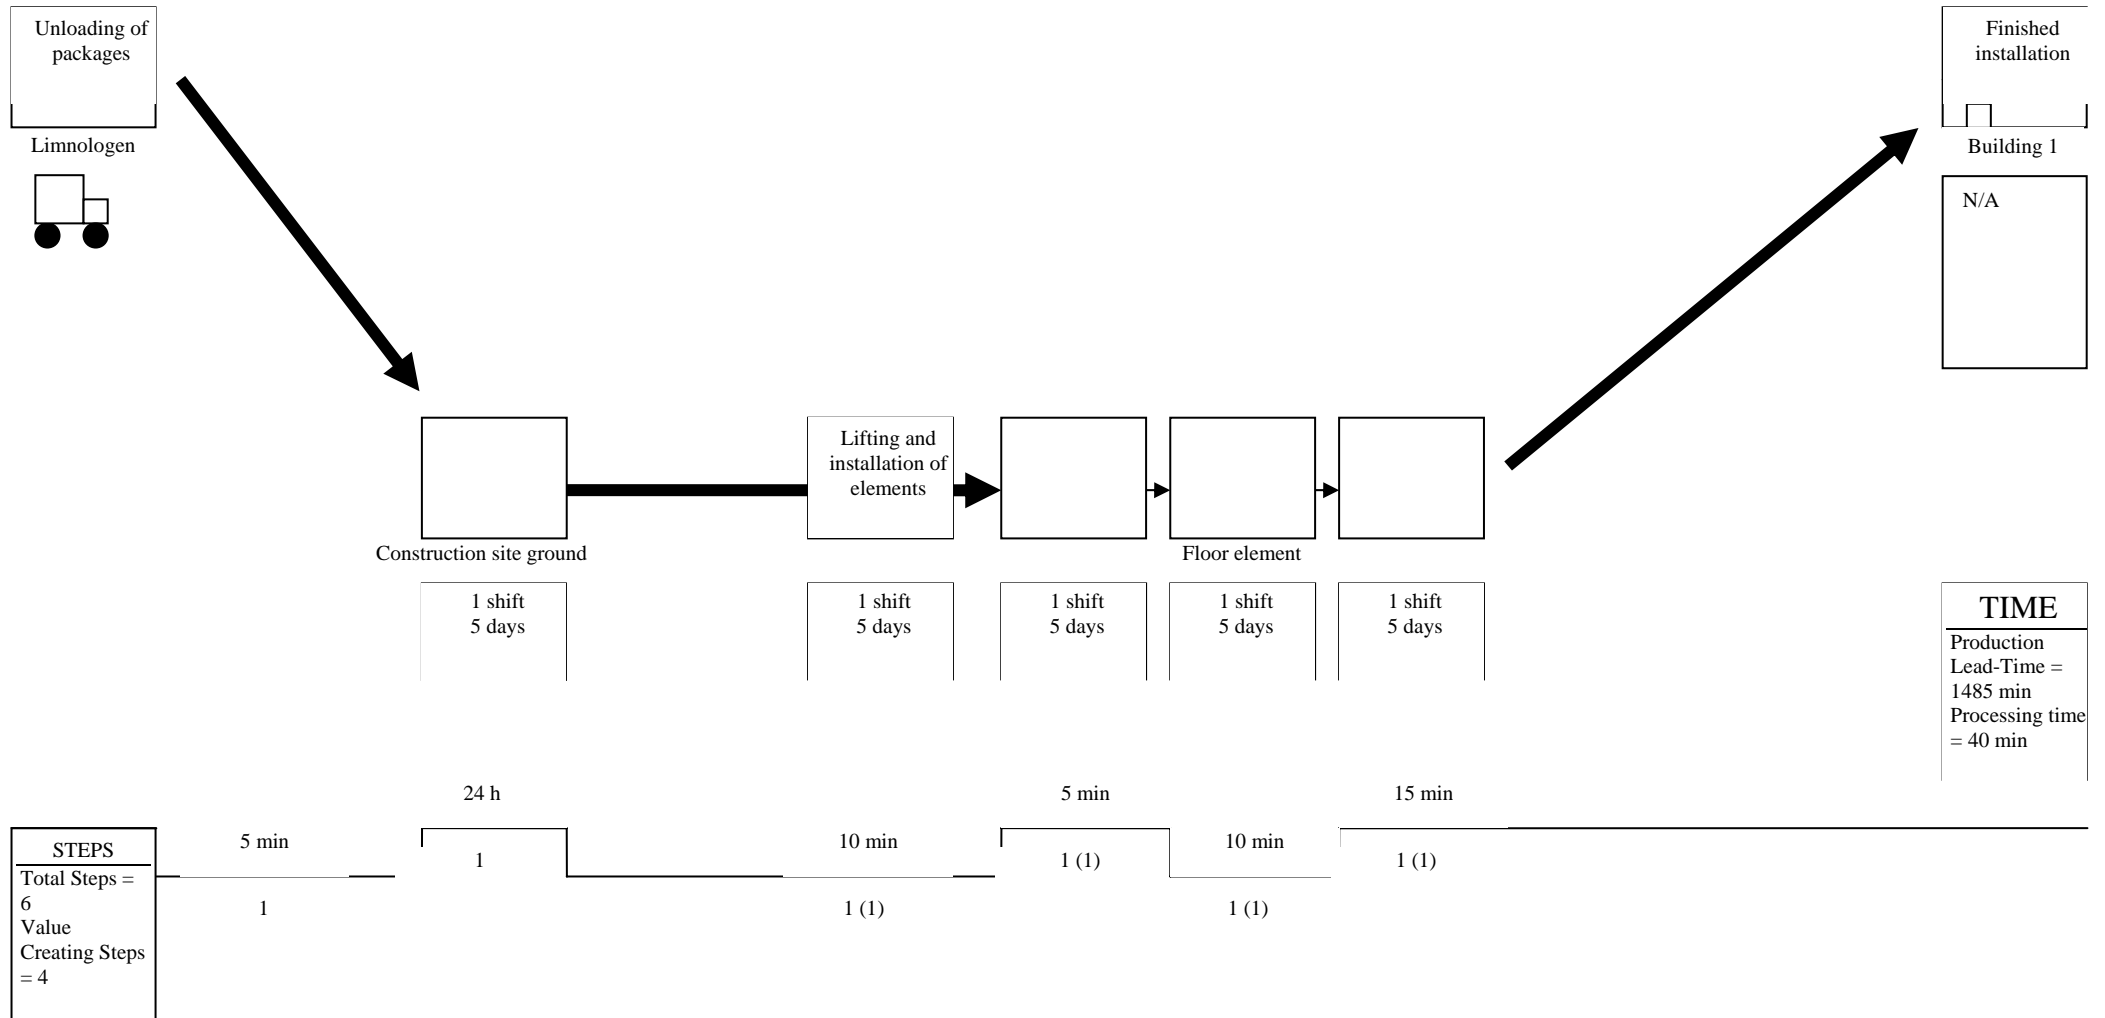 Unloading of
packages
Limnologen
Finished
installation
Building 1
N/A
Lifting and
installation of
elements
Construction site ground
Floor element
1 shift
5 days
1 shift
5 days
1 shift
5 days
1 shift
5 days
1 shift
5 days
TIME
Production
Lead-Time =
1485 min
Processing time
= 40 min
24 h
5 min
15 min
5 min
10 min
10 min
1
1 (1)
1 (1)
1
1 (1)
1 (1)
STEPS
Total Steps =
6
Value
Creating Steps
= 4